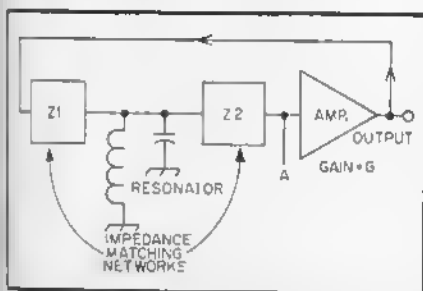 Z1
Z2
AMP.
OUTPUT
A
GAIN=G
RESONATOR
IMPEDANCE
MATCHING
NETWORKS